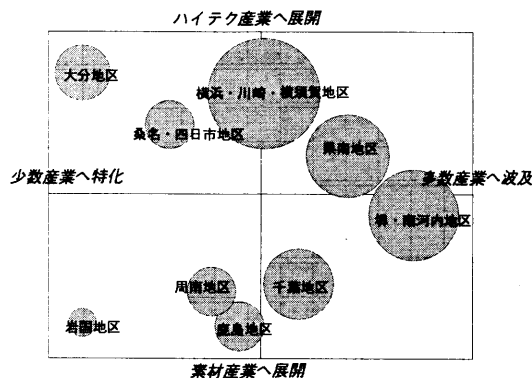 ハイテク産業へ展開
大分地区
横浜・川崎・横須賀地区
桑名・四日市地区
県南地区
少数産業へ特化
多数産業へ波及
堺・南河内地区
周南地区
千葉地区
岩国地区
鹿島地区
素材産業へ展開